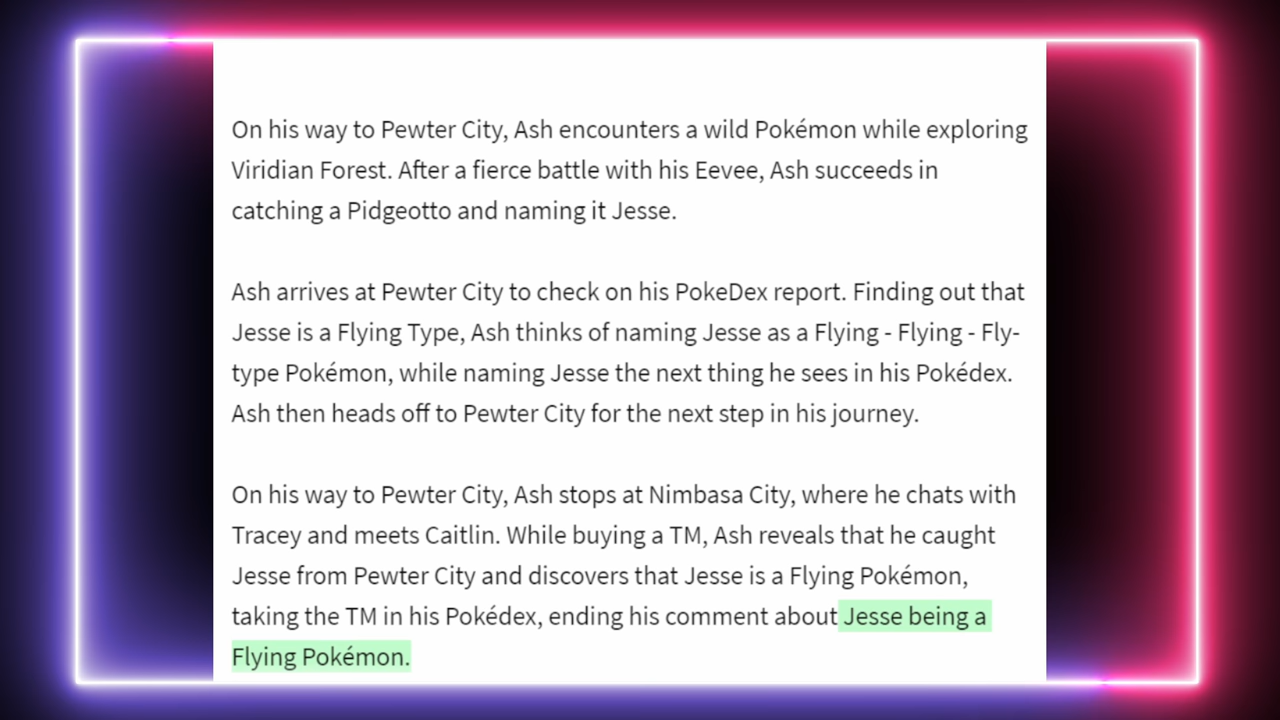 On his way to Pewter City, Ash encounters a wild Pokémon while exploring
Viridian Forest. After a fierce battle with his Eevee, Ash succeeds in
catching a Pidgeotto and naming it Jesse.
Ash arrives at Pewter City to check on his PokeDex report. Finding out that
Jesse is a Flying Type, Ash thinks of naming Jesse as a Flying - Flying - Fly-
type Pokémon, while naming Jesse the next thing he sees in his Pokédex.
Ash then heads off to Pewter City for the next step in his journey.
On his way to Pewter City, Ash stops at Nimbasa City, where he chats with
Tracey and meets Caitlin. While buying a TM, Ash reveals that he caught
Jesse from Pewter City and discovers that Jesse is a Flying Pokémon,
taking the TM in his Pokédex, ending his comment about Jesse being a
Flying Pokémon.